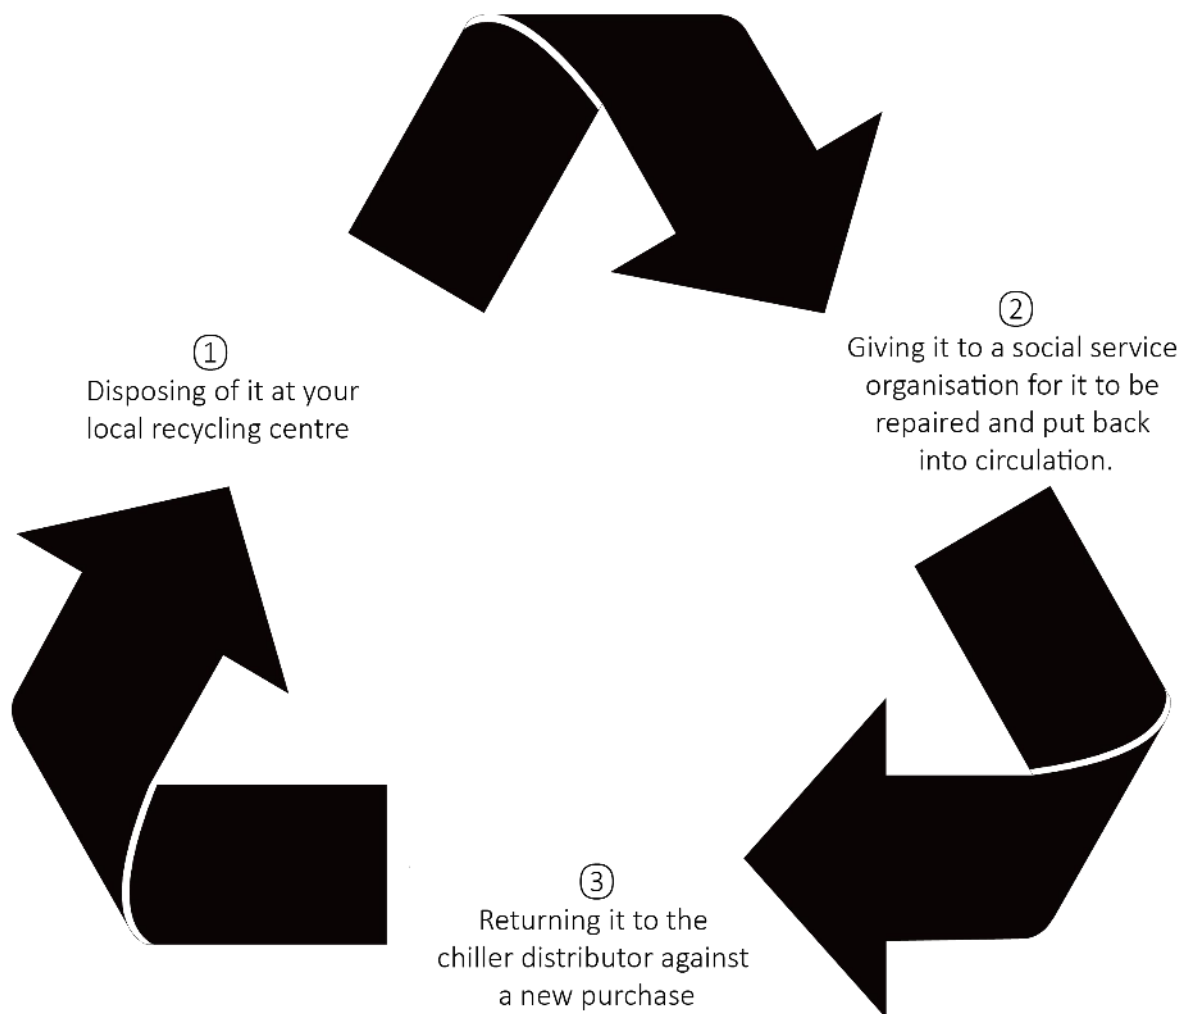 ①
Disposing of it at your
local recycling centre
②
Giving it to a social service
organisation for it to be
repaired and put back
into circulation.
③
Returning it to the
chiller distributor against
a new purchase